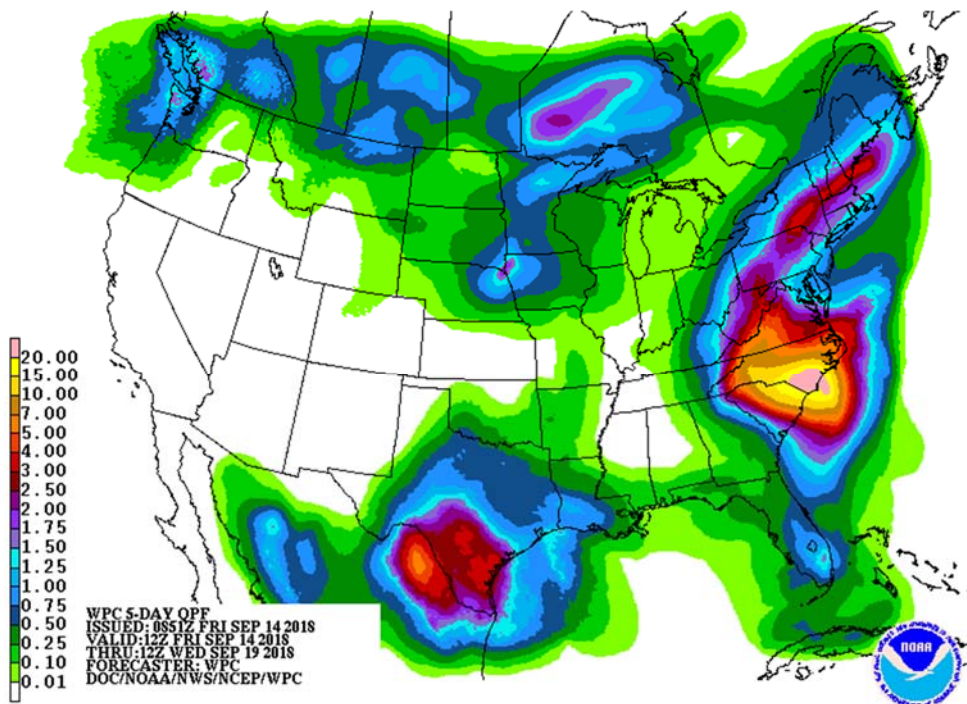 20.00
15.00
10.00
7.00
5.00
4.00
3.00
2.50
2.00
1.75
1.50
1.25
1.00
0.75
0.50
0.25
0.10
0.01
WPC 5-DAY QPF
ISSUED: 0851Z FRI SEP 14 2018
VALID: 12Z FRI SEP 14 2018
THRU: 12Z WED SEP 19 2018
FORECASTER: WPC
DOC/NOAA/NWS/NCEP/WPC
NOAA